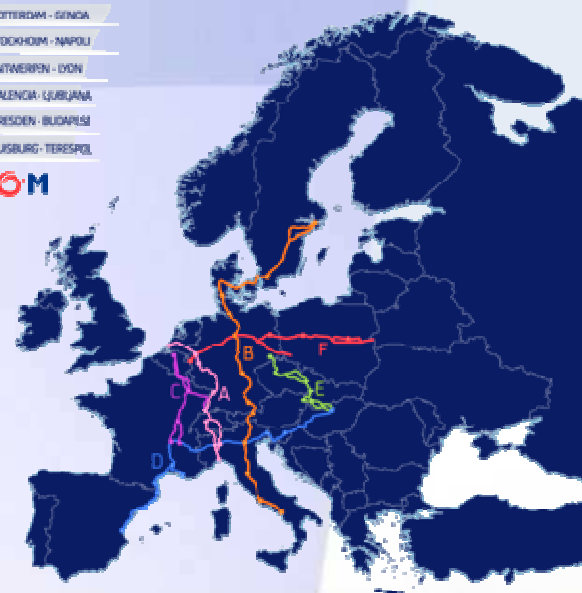 OTTERDAM - GENOA
OCKHOLM - NAPOLI
NTWERPEN - LYON
ALENCIA - LJUBLJANA
RESDEN - BUDAPEST
UISBURG - TERESPOL
O·M
B
F
E
C
A
D